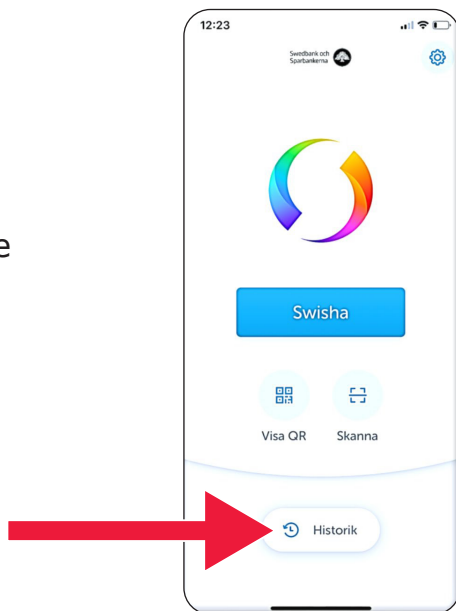 12:23
Swedbank och
Sparbankerna
e
Swisha
Visa QR
Skanna
Historik